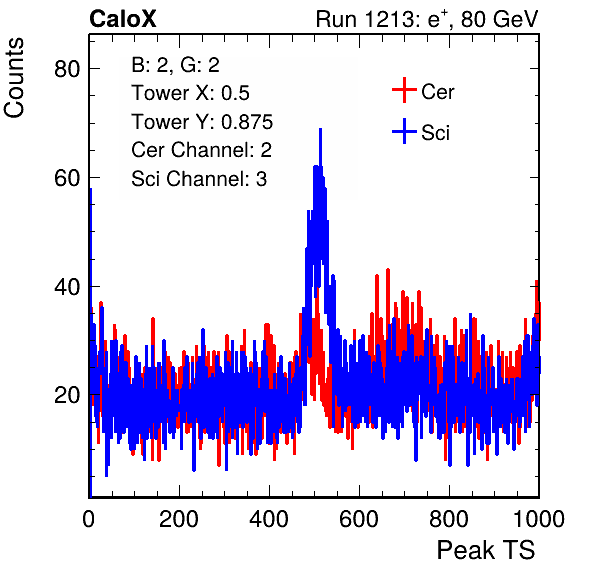 CaloX Run 1213: e+, 80 GeV
Counts
80
60
40
20
B: 2, G: 2
Tower X: 0.5
Tower Y: 0.875
Cer Channel: 2
Sci Channel: 3
Cer
Sci
0 200 400 600 800 1000
Peak TS